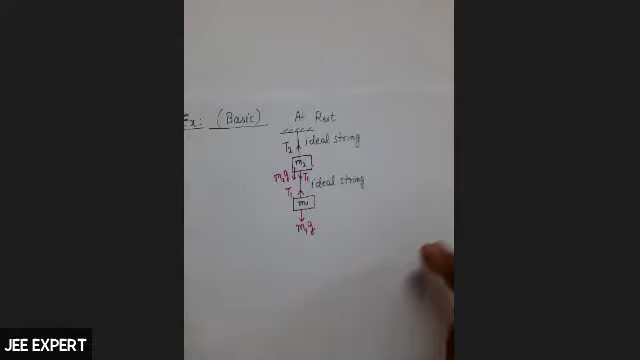 Ex: (Basic) At Rest
T₂ ideal string
m₂
m₂g T₁
T₁ ideal string
m₁
m₁g
JEE EXPERT